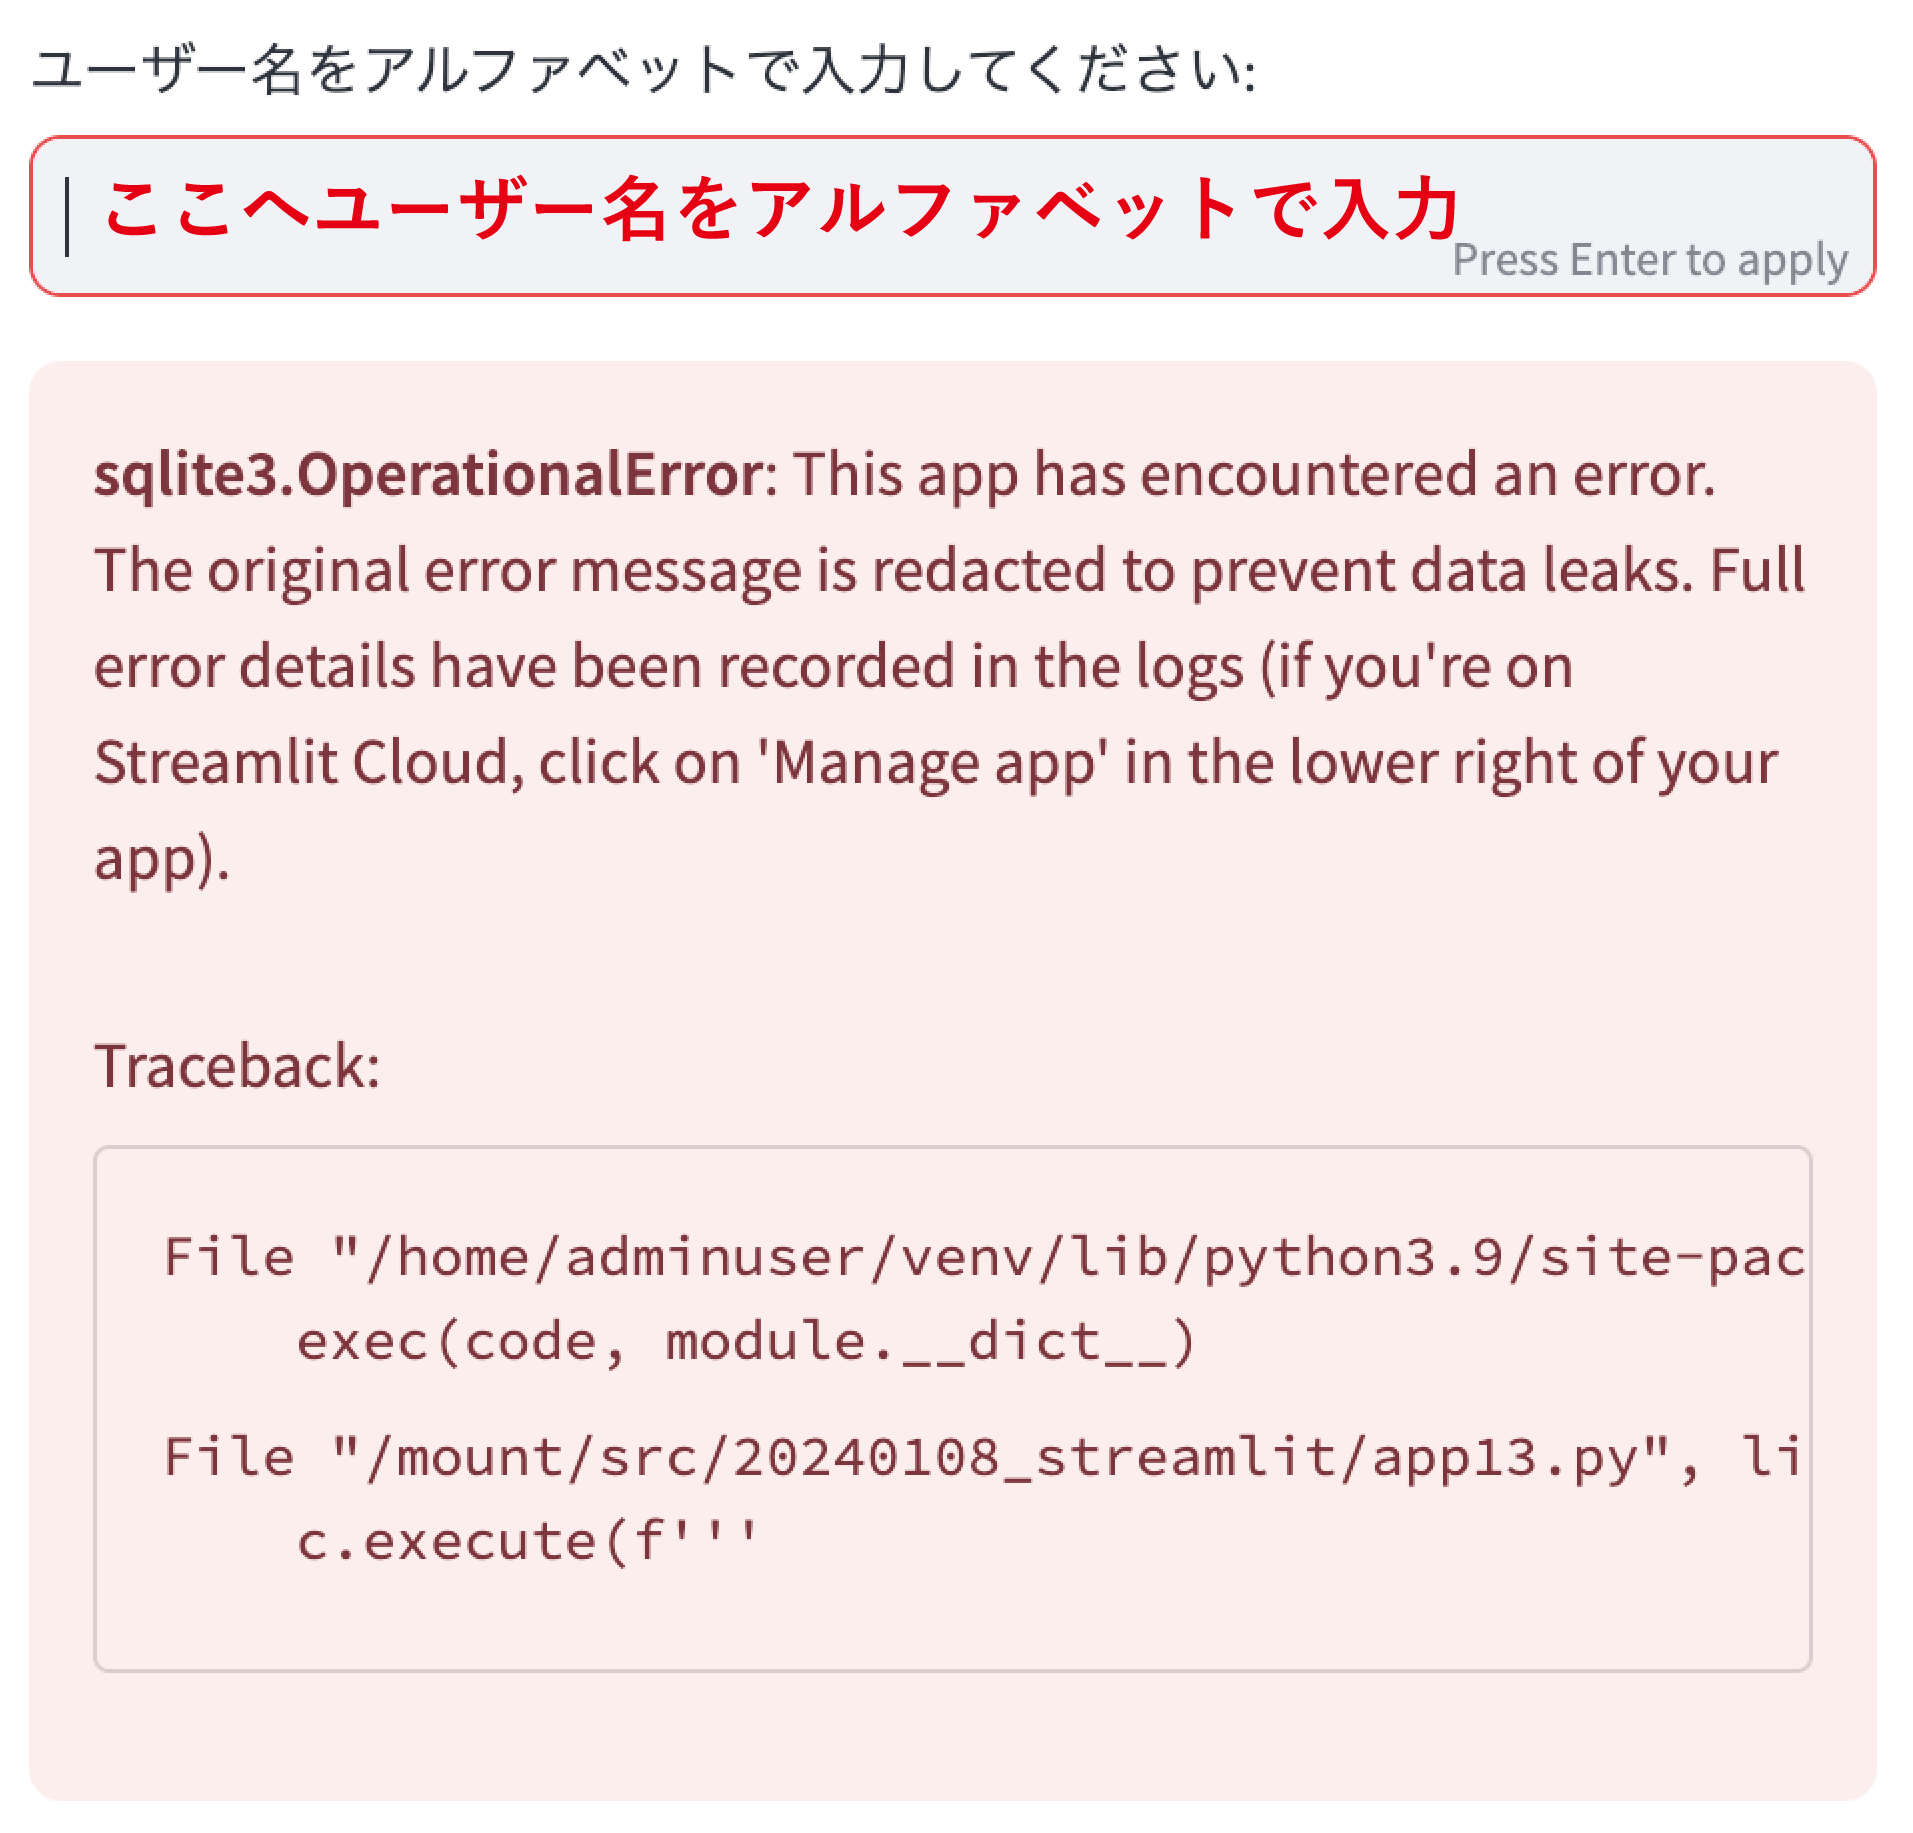 ユーザー名をアルファベットで入力してください:
ここへユーザー名をアルファベットで入力
Press Enter to apply
sqlite3.OperationalError: This app has encountered an error.
The original error message is redacted to prevent data leaks. Full
error details have been recorded in the logs (if you're on
Streamlit Cloud, click on 'Manage app' in the lower right of your
app).
Traceback:
File "/home/adminuser/venv/lib/python3.9/site-pac
exec(code, module.__dict__)
File "/mount/src/20240108_streamlit/app13.py", li
c.execute(f'''